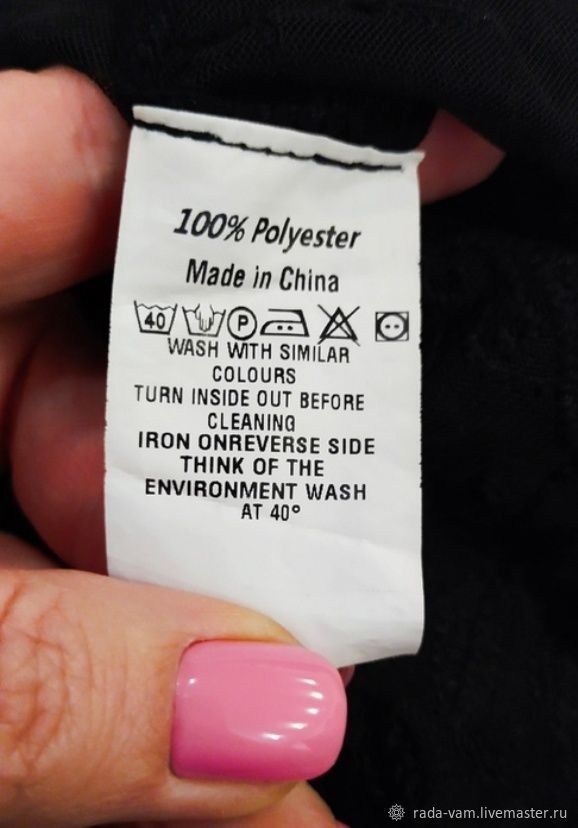 100% Polyester
Made in China
40 P
WASH WITH SIMILAR
COLOURS
TURN INSIDE OUT BEFORE
CLEANING
IRON ONREVERSE SIDE
THINK OF THE
ENVIRONMENT WASH
AT 40°
rada-vam.livemaster.ru